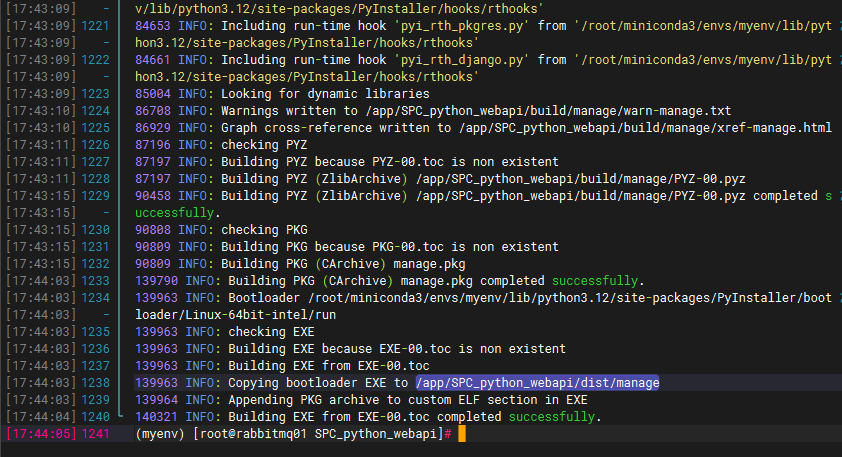 [17:43:09]    -  v/lib/python3.12/site-packages/PyInstaller/hooks/rthooks'
[17:43:09] 1221  84653 INFO: Including run-time hook 'pyi_rth_pkgres.py' from '/root/miniconda3/envs/myenv/lib/pyt
[17:43:09]    -  hon3.12/site-packages/PyInstaller/hooks/rthooks'
[17:43:09] 1222  84661 INFO: Including run-time hook 'pyi_rth_django.py' from '/root/miniconda3/envs/myenv/lib/pyt
[17:43:09]    -  hon3.12/site-packages/PyInstaller/hooks/rthooks'
[17:43:09] 1223  85004 INFO: Looking for dynamic libraries
[17:43:10] 1224  86708 INFO: Warnings written to /app/SPC_python_webapi/build/manage/warn-manage.txt
[17:43:10] 1225  86929 INFO: Graph cross-reference written to /app/SPC_python_webapi/build/manage/xref-manage.html
[17:43:11] 1226  87196 INFO: checking PYZ
[17:43:11] 1227  87197 INFO: Building PYZ because PYZ-00.toc is non existent
[17:43:11] 1228  87197 INFO: Building PYZ (ZlibArchive) /app/SPC_python_webapi/build/manage/PYZ-00.pyz
[17:43:15] 1229  90458 INFO: Building PYZ (ZlibArchive) /app/SPC_python_webapi/build/manage/PYZ-00.pyz completed s
[17:43:15]    -  uccessfully.
[17:43:15] 1230  90808 INFO: checking PKG
[17:43:15] 1231  90809 INFO: Building PKG because PKG-00.toc is non existent
[17:43:15] 1232  90809 INFO: Building PKG (CArchive) manage.pkg
[17:44:03] 1233  139790 INFO: Building PKG (CArchive) manage.pkg completed successfully.
[17:44:03] 1234  139963 INFO: Bootloader /root/miniconda3/envs/myenv/lib/python3.12/site-packages/PyInstaller/boot
[17:44:03]    -  loader/Linux-64bit-intel/run
[17:44:03] 1235  139963 INFO: checking EXE
[17:44:03] 1236  139963 INFO: Building EXE because EXE-00.toc is non existent
[17:44:03] 1237  139963 INFO: Building EXE from EXE-00.toc
[17:44:03] 1238  139963 INFO: Copying bootloader EXE to /app/SPC_python_webapi/dist/manage
[17:44:03] 1239  139964 INFO: Appending PKG archive to custom ELF section in EXE
[17:44:04] 1240  140321 INFO: Building EXE from EXE-00.toc completed successfully.
[17:44:05] 1241  (myenv) [root@rabbitmq01 SPC_python_webapi]#